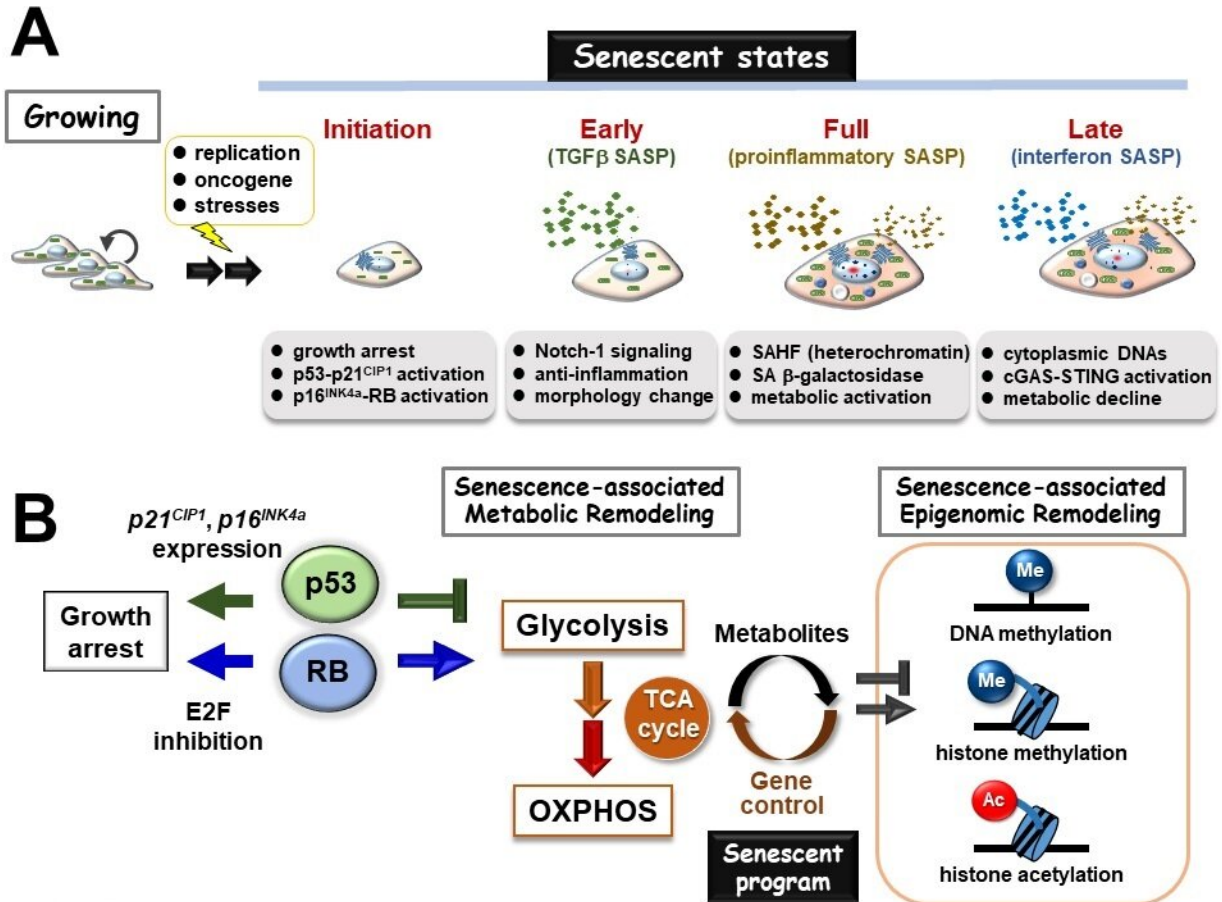 A
Senescent states
Growing
● replication
● oncogene
● stresses
Initiation
Early
(TGFβ SASP)
Full
(proinflammatory SASP)
Late
(interferon SASP)
● growth arrest
● p53-p21CIP1 activation
● p16INK4a-RB activation
● Notch-1 signaling
● anti-inflammation
● morphology change
● SAHF (heterochromatin)
● SA β-galactosidase
● metabolic activation
● cytoplasmic DNAs
● cGAS-STING activation
● metabolic decline
B
p21CIP1, p16INK4a
expression
p53
RB
Growth
arrest
E2F
inhibition
Senescence-associated
Metabolic Remodeling
Glycolysis
TCA
cycle
OXPHOS
Metabolites
Gene
control
Senescent
program
Senescence-associated
Epigenomic Remodeling
Me
DNA methylation
Me
histone methylation
Ac
histone acetylation